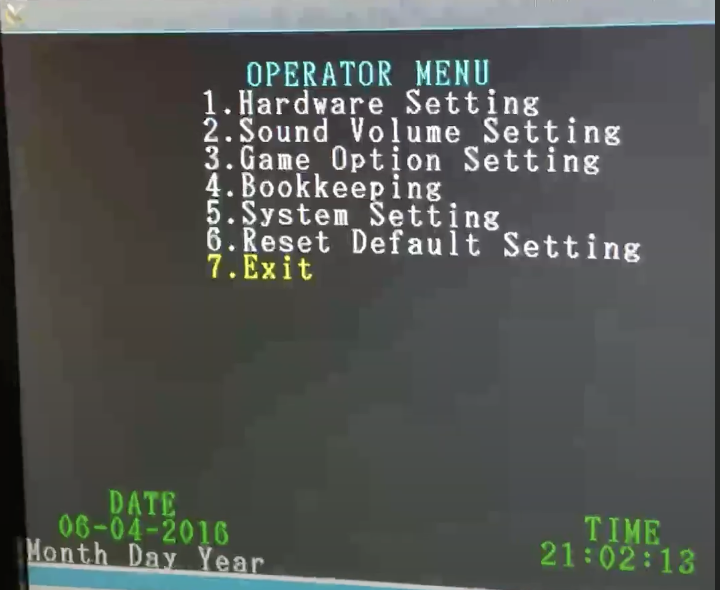 OPERATOR MENU
1.Hardware Setting
2.Sound Volume Setting
3.Game Option Setting
4.Bookkeeping
5.System Setting
6.Reset Default Setting
7.Exit
DATE
06-04-2016
Month Day Year
TIME
21:02:13